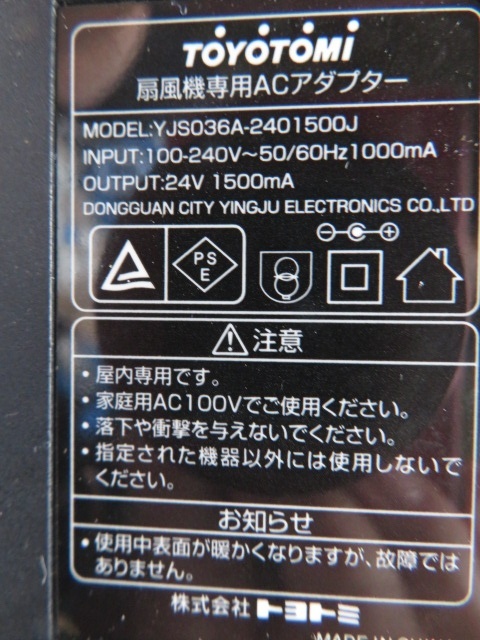 TOYOTOMI
扇風機専用ACアダプター
MODEL:YJS036A-2401500J
INPUT:100-240V~50/60Hz1000mA
OUTPUT:24V 1500mA
DONGGUAN CITY YINGJU ELECTRONICS CO.,LTD
PS
E
注意
・屋内専用です。
・家庭用AC100Vでご使用ください。
・落下や衝撃を与えないでください。
・指定された機器以外には使用しないで
ください。
お知らせ
・使用中表面が暖かくなりますが、故障では
ありません。
株式会社 トヨトミ
MADE IN